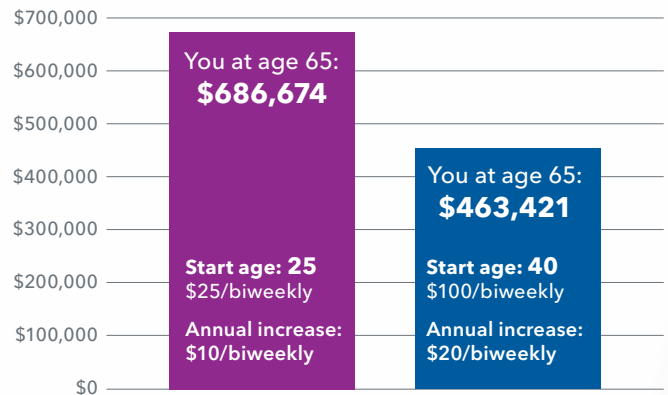 $700,000
$600,000
$500,000
$400,000
$300,000
$200,000
$100,000
$0
You at age 65:
$686,674
Start age: 25
$25/biweekly
Annual increase:
$10/biweekly
You at age 65:
$463,421
Start age: 40
$100/biweekly
Annual increase:
$20/biweekly